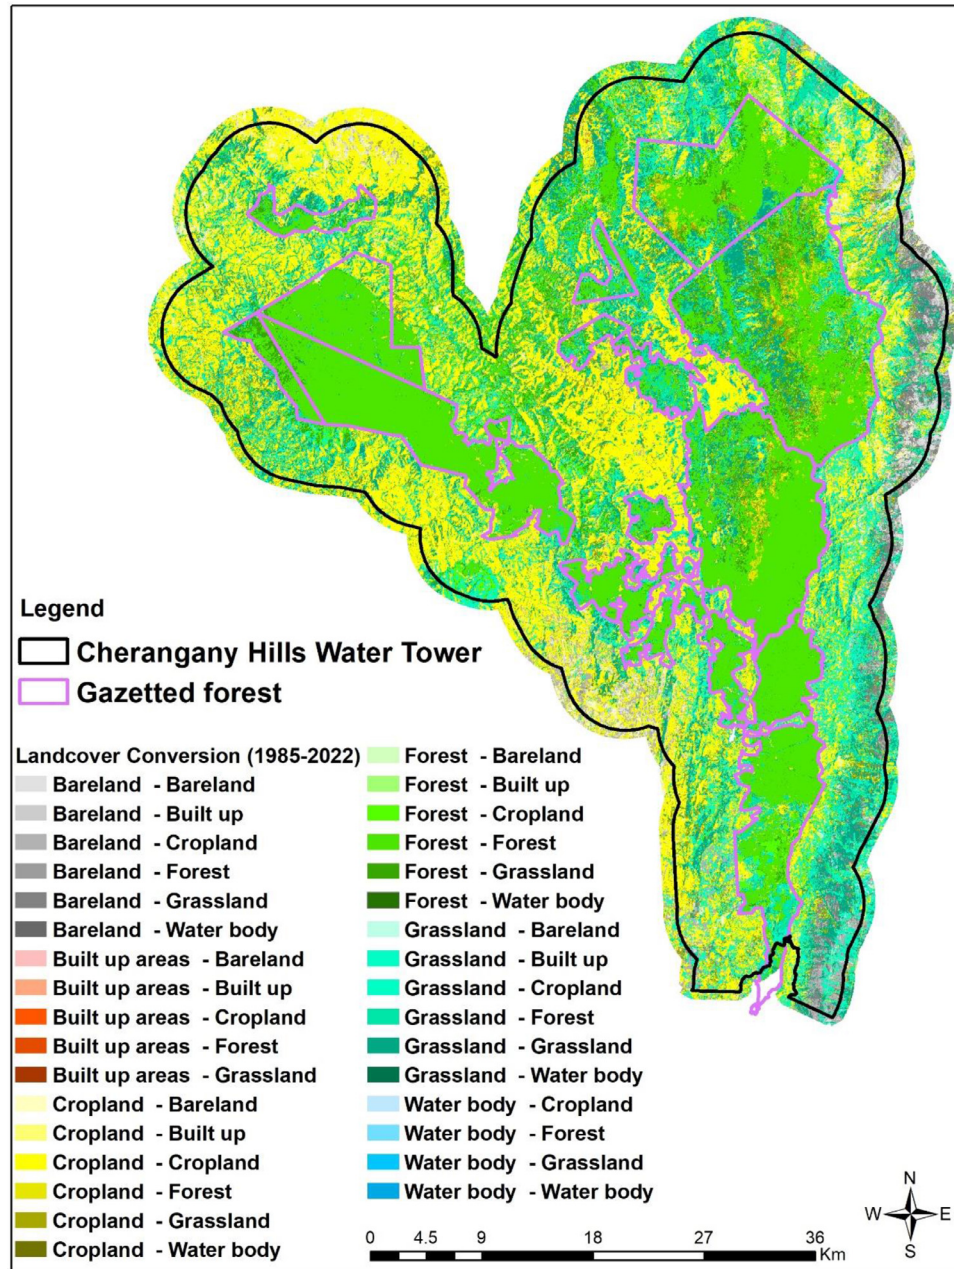 Legend
Cherangany Hills Water Tower
Gazetted forest
Landcover Conversion (1985-2022)
Bareland - Bareland
Bareland - Built up
Bareland - Cropland
Bareland - Forest
Bareland - Grassland
Bareland - Water body
Built up areas - Bareland
Built up areas - Built up
Built up areas - Cropland
Built up areas - Forest
Built up areas - Grassland
Cropland - Bareland
Cropland - Built up
Cropland - Cropland
Cropland - Forest
Cropland - Grassland
Cropland - Water body
Forest - Bareland
Forest - Built up
Forest - Cropland
Forest - Forest
Forest - Grassland
Forest - Water body
Grassland - Bareland
Grassland - Built up
Grassland - Cropland
Grassland - Forest
Grassland - Grassland
Grassland - Water body
Water body - Cropland
Water body - Forest
Water body - Grassland
Water body - Water body
N
W E
S
0 4.5 9 18 27 36
Km